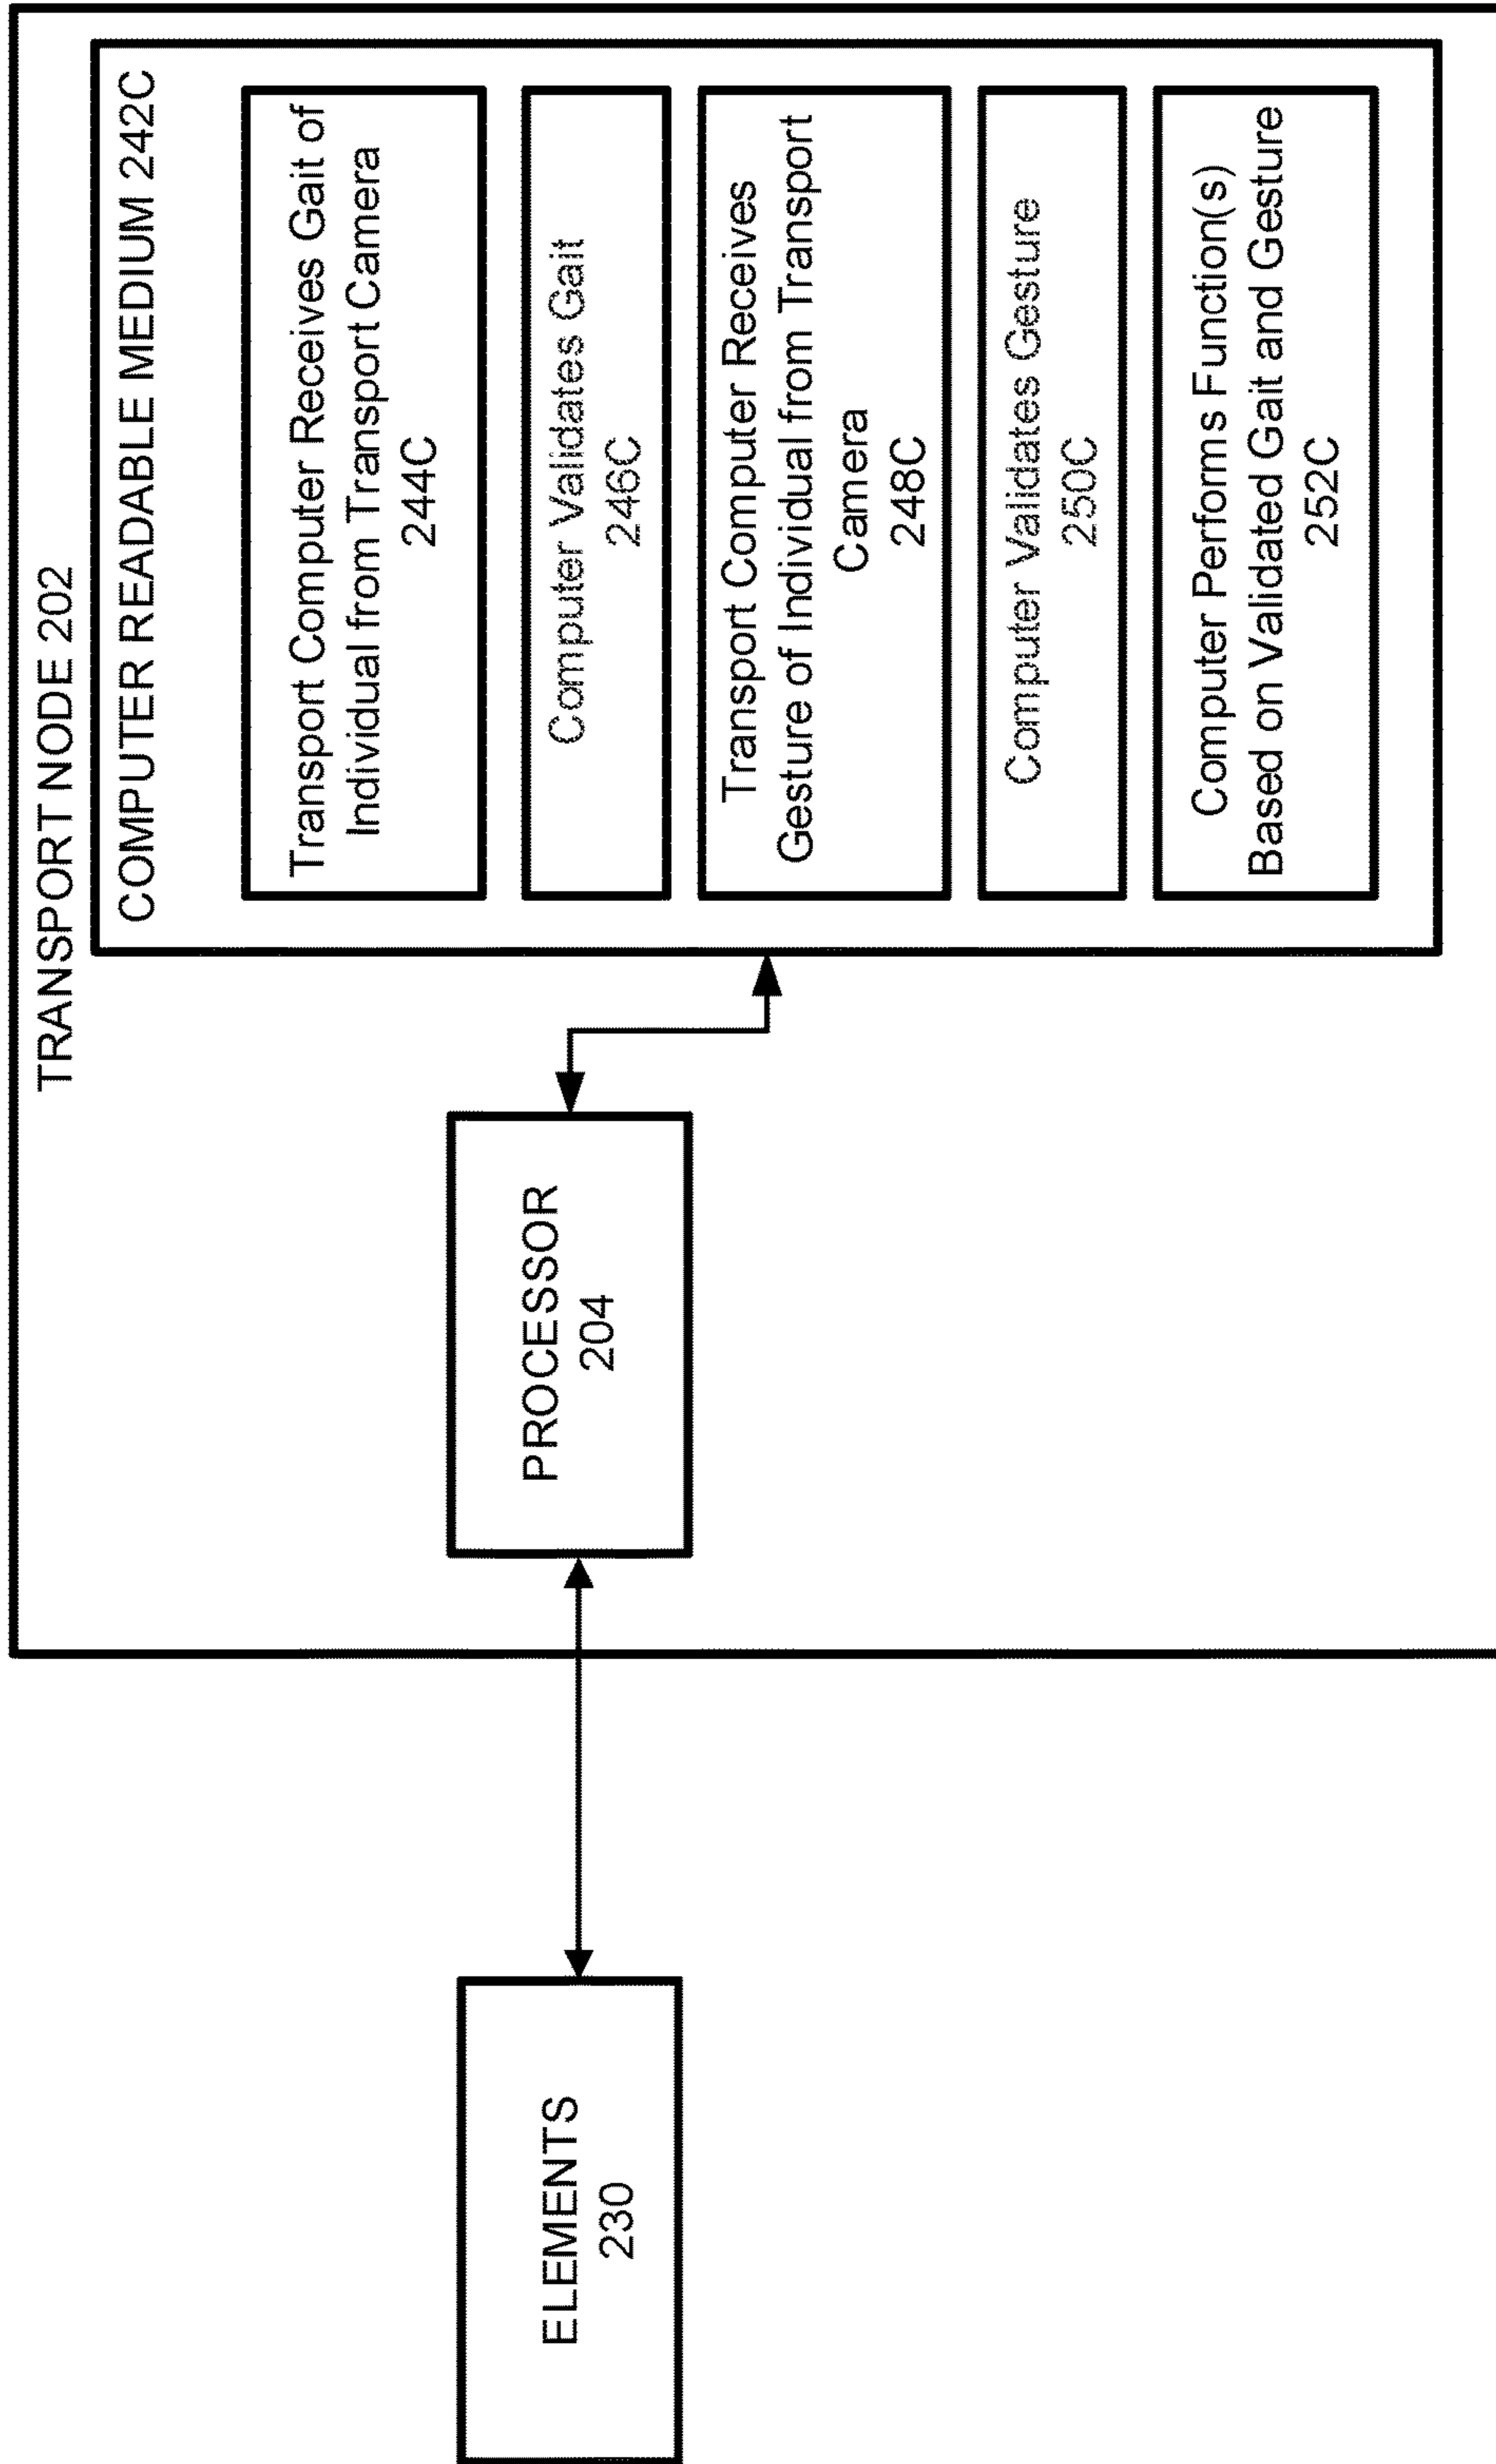 TRANSPORT NODE 202
COMPUTER READABLE MEDIUM 242C
Transport Computer Receives Gait of
Individual from Transport Camera
244C
Computer Validates Gait
246C
Transport Computer Receives
Gesture of Individual from Transport
Camera
248C
Computer Validates Gesture
250C
Computer Performs Function(s)
Based on Validated Gait and Gesture
252C
PROCESSOR
204
ELEMENTS
230